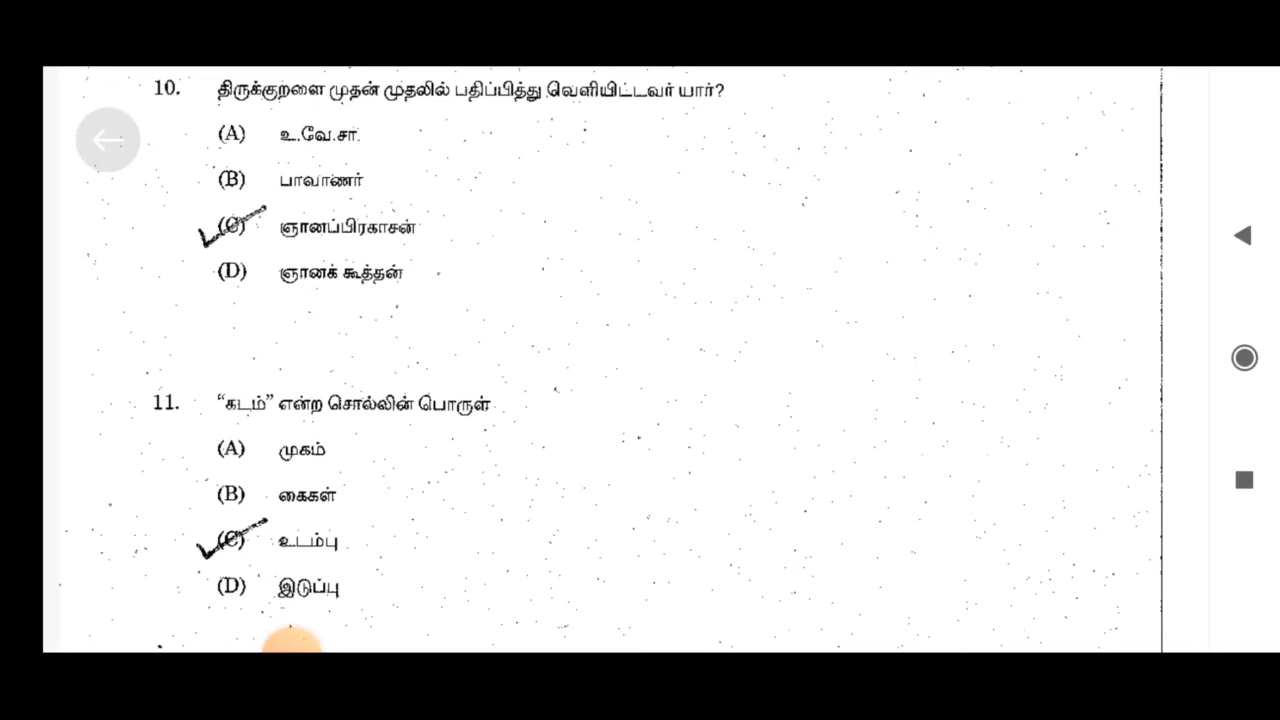 10. திருக்குறளை முதன் முதலில் பதிப்பித்து வெளியிட்டவர் யார்?
(A) உ.வே.சா.
(B) பாவாணர்
(C) ஞானப்பிரகாசன்
(D) ஞானக் கூத்தன்
11. “கடம்” என்ற சொல்லின் பொருள்
(A) முகம்
(B) கைகள்
(C) உடம்பு
(D) இடுப்பு